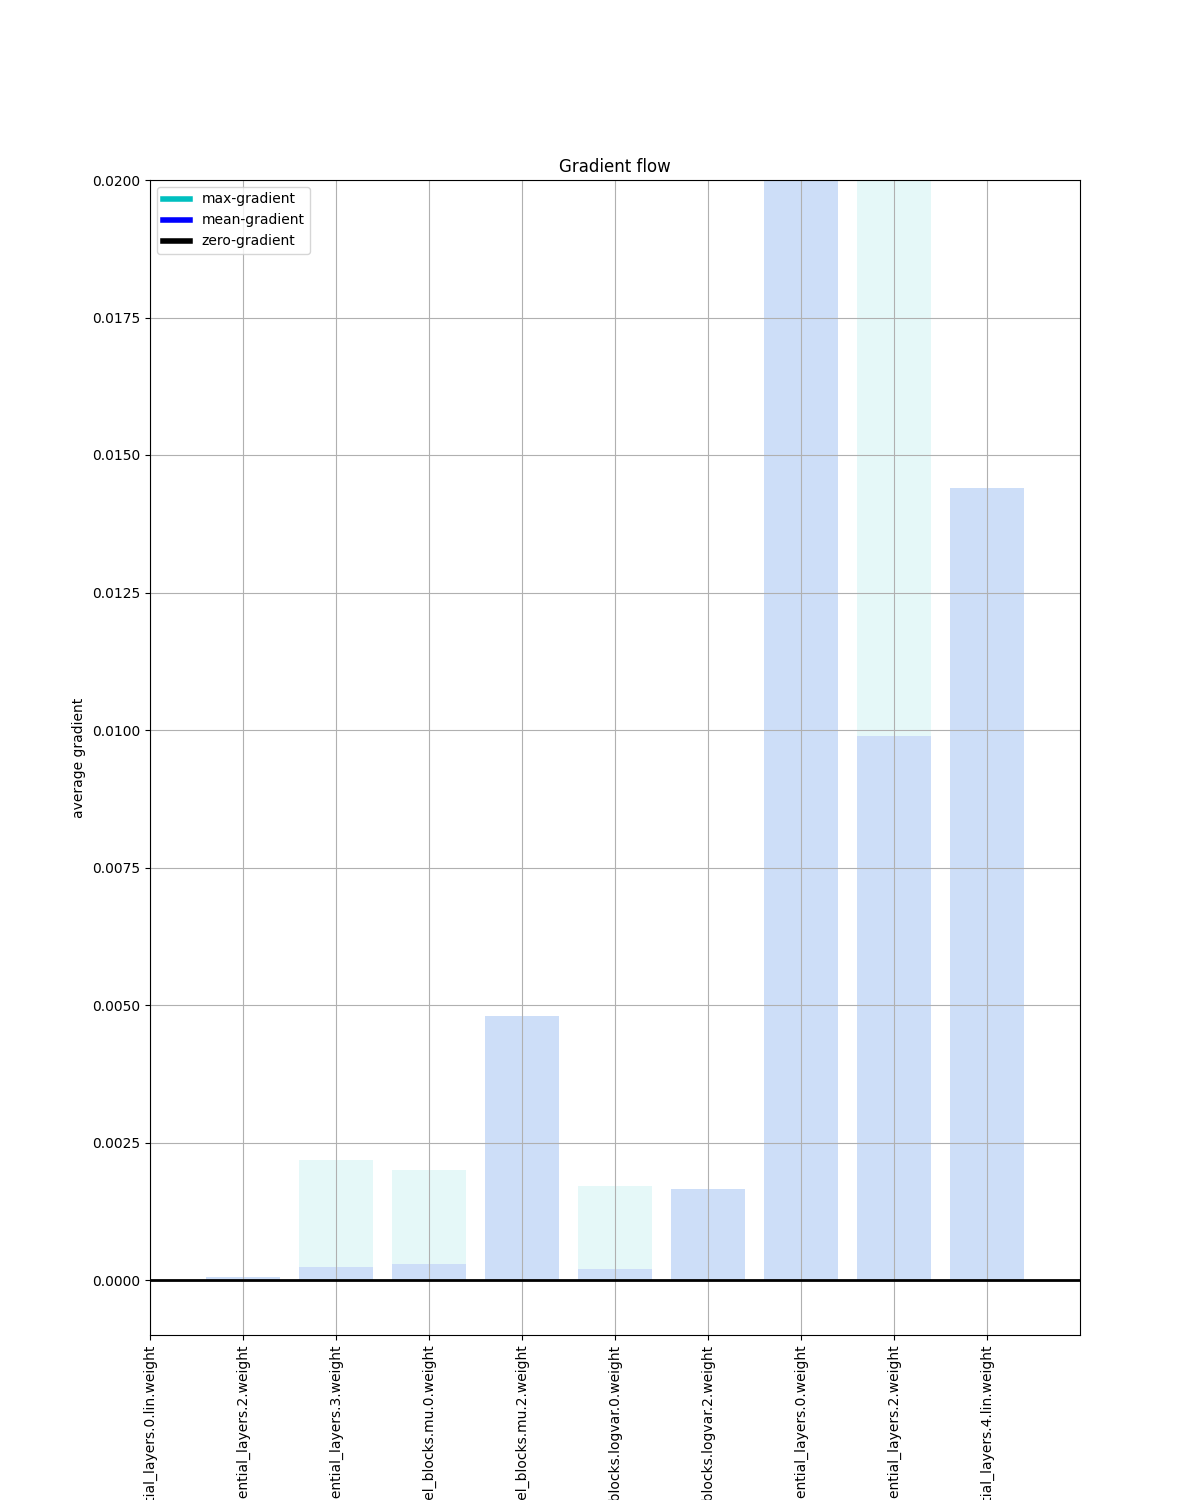 Gradient flow
max-gradient
mean-gradient
zero-gradient
0.0200
0.0175
0.0150
0.0125
0.0100
0.0075
0.0050
0.0025
0.0000
average gradient
tial_layers.0.lin.weight
ential_layers.2.weight
ential_layers.3.weight
el_blocks.mu.0.weight
el_blocks.mu.2.weight
blocks.logvar.0.weight
blocks.logvar.2.weight
ential_layers.0.weight
ential_layers.2.weight
tial_layers.4.lin.weight